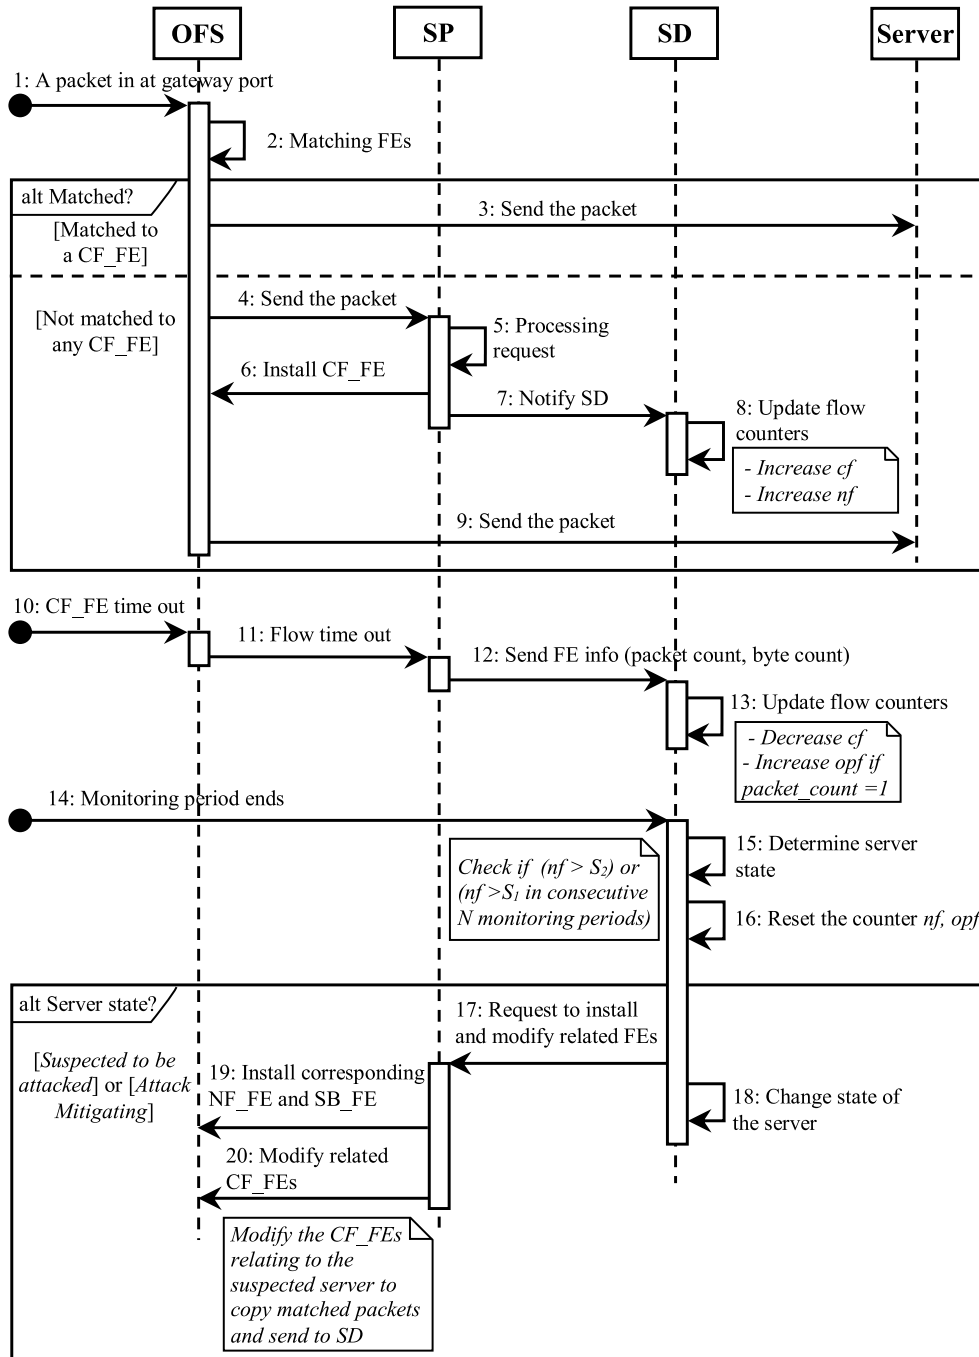 OFS
SP
SD
Server
1: A packet in at gateway port
2: Matching FEs
alt Matched?
[Matched to
a CF_FE]
3: Send the packet
[Not matched to
any CF_FE]
4: Send the packet
5: Processing
request
6: Install CF_FE
7: Notify SD
8: Update flow
counters
- Increase cf
- Increase nf
9: Send the packet
10: CF_FE time out
11: Flow time out
12: Send FE info (packet count, byte count)
13: Update flow counters
- Decrease cf
- Increase opf if
packet_count =1
14: Monitoring period ends
15: Determine server
state
Check if (nf > S₂) or
(nf >S₁ in consecutive
N monitoring periods)
16: Reset the counter nf, opf
alt Server state?
17: Request to install
and modify related FEs
[Suspected to be
attacked] or [Attack
Mitigating]
18: Change state of
the server
19: Install corresponding
NF_FE and SB_FE
20: Modify related
CF_FEs
Modify the CF_FEs
relating to the
suspected server to
copy matched packets
and send to SD